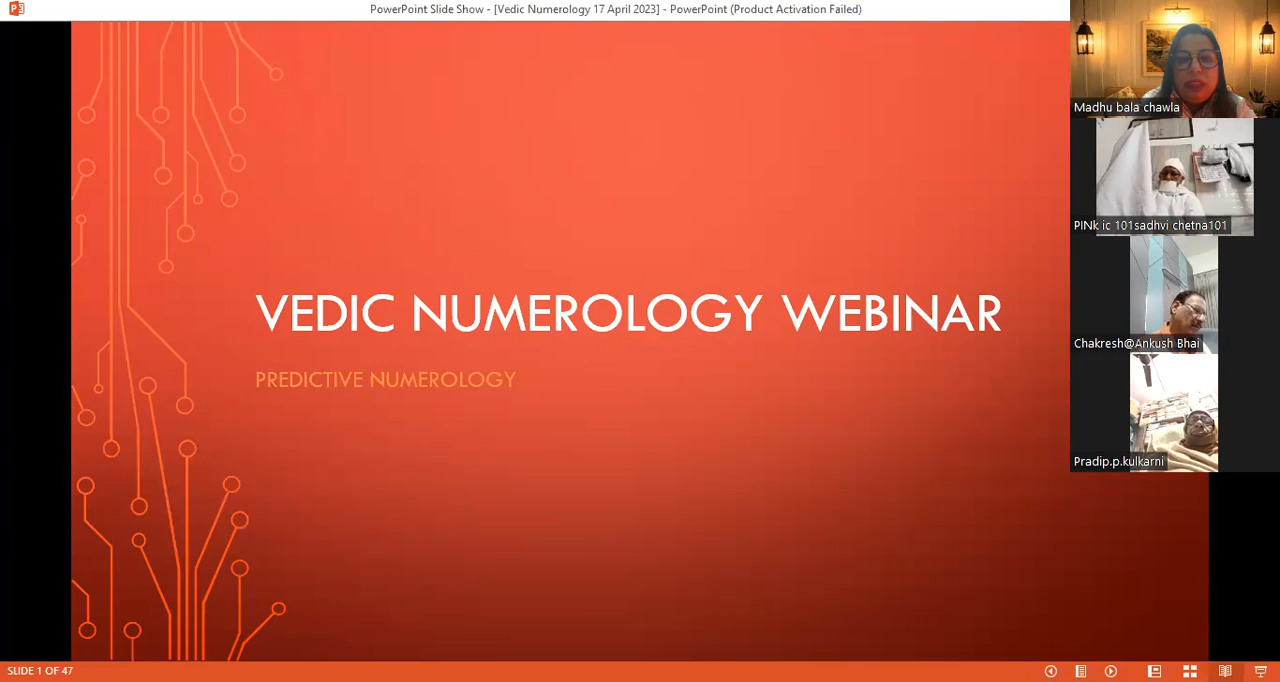 PowerPoint Slide Show - [Vedic Numerology 17 April 2023] - PowerPoint (Product Activation Failed)
Madhu bala chawla
PINk ic 101sadhvi chetna101
VEDIC NUMEROLOGY WEBINAR
Chakresh@Ankush Bhai
PREDICTIVE NUMEROLOGY
Pradip.p.kulkarni
SLIDE 1 OF 47